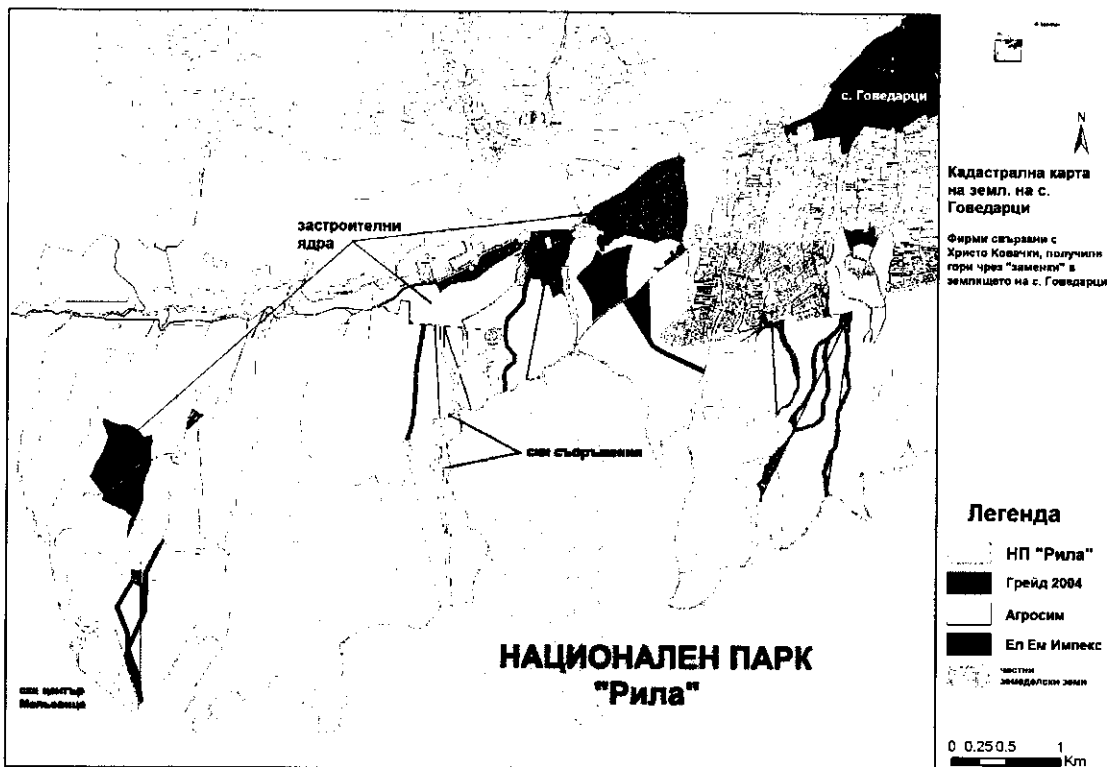 с. Говедарци
N
Кадастрална карта
на земл. на с.
Говедарци
Фирми свързани с
Христо Ковачки, получили
гори чрез "заменки" в
землището на с. Говедарци
застроителни
ядра
ски съоръжения
Легенда
НП "Рила"
Грейд 2004
Агросим
Ел Ем Импекс
частни
земеделски земи
НАЦИОНАЛЕН ПАРК
"Рила"
ски център
Мальовица
0 0.25 0.5 1
Km